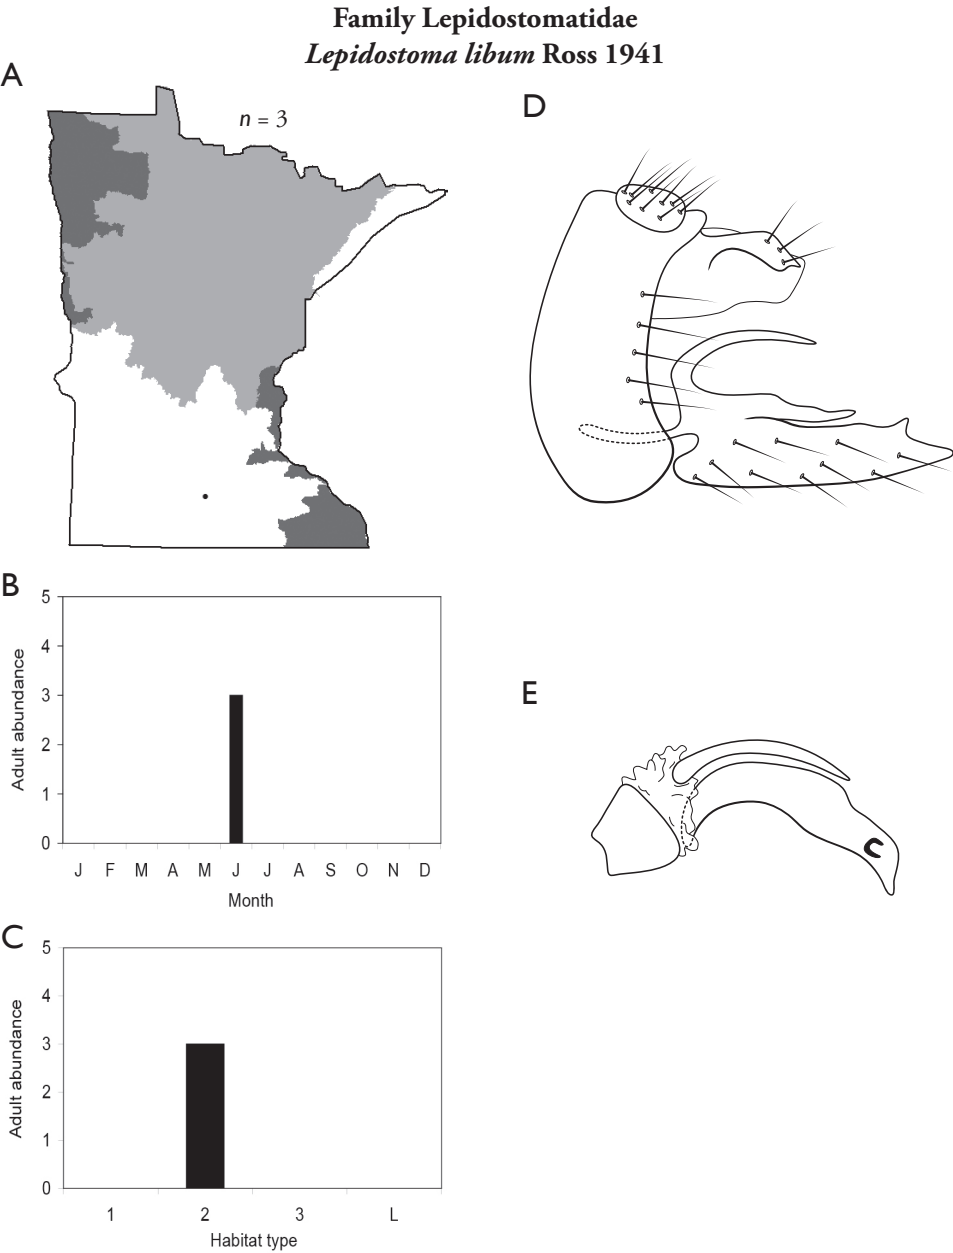 Family Lepidostomatidae
Lepidostoma libum Ross 1941
A
n = 3
D
B
5
4
3
2
1
0
Adult abundance
J F M A M J J A S O N D
Month
E
C
5
4
3
2
1
0
Adult abundance
1 2 3 L
Habitat type